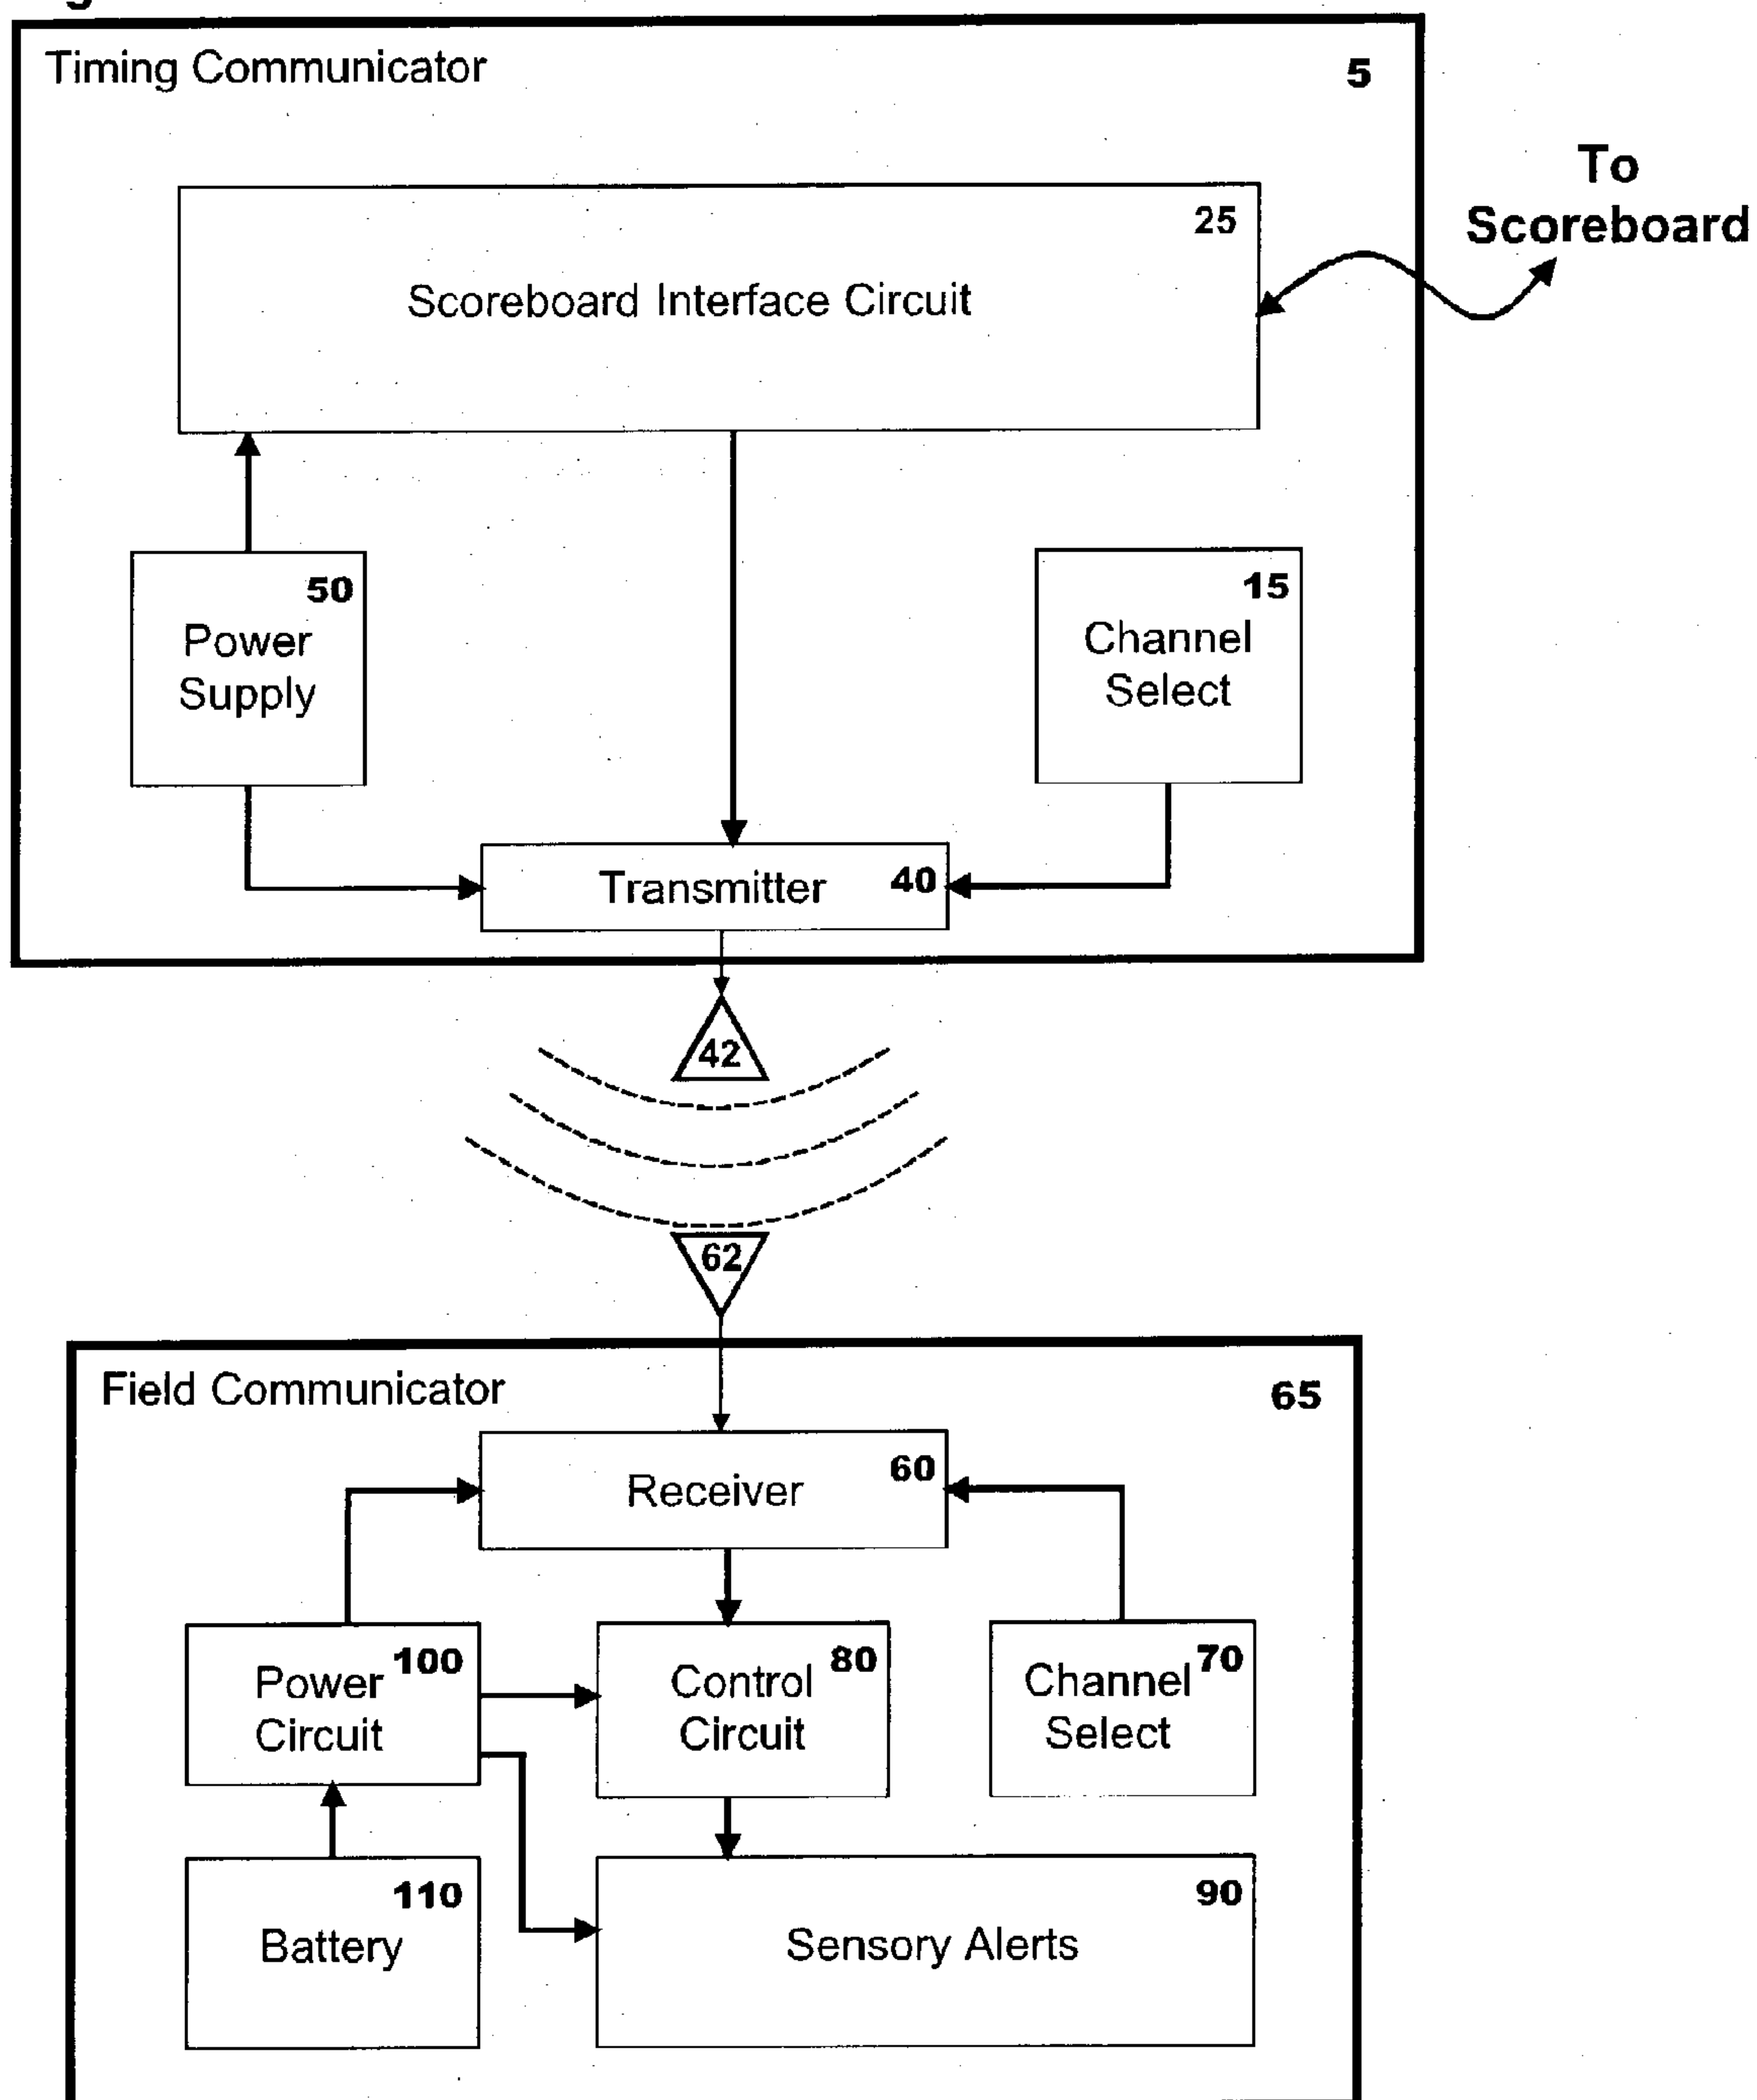 Timing Communicator
5
To
Scoreboard
25
Scoreboard Interface Circuit
50
Power
Supply
15
Channel
Select
Transmitter
40
42
62
Field Communicator
65
Receiver
60
100
Power
Circuit
80
Control
Circuit
70
Channel
Select
110
Battery
90
Sensory Alerts